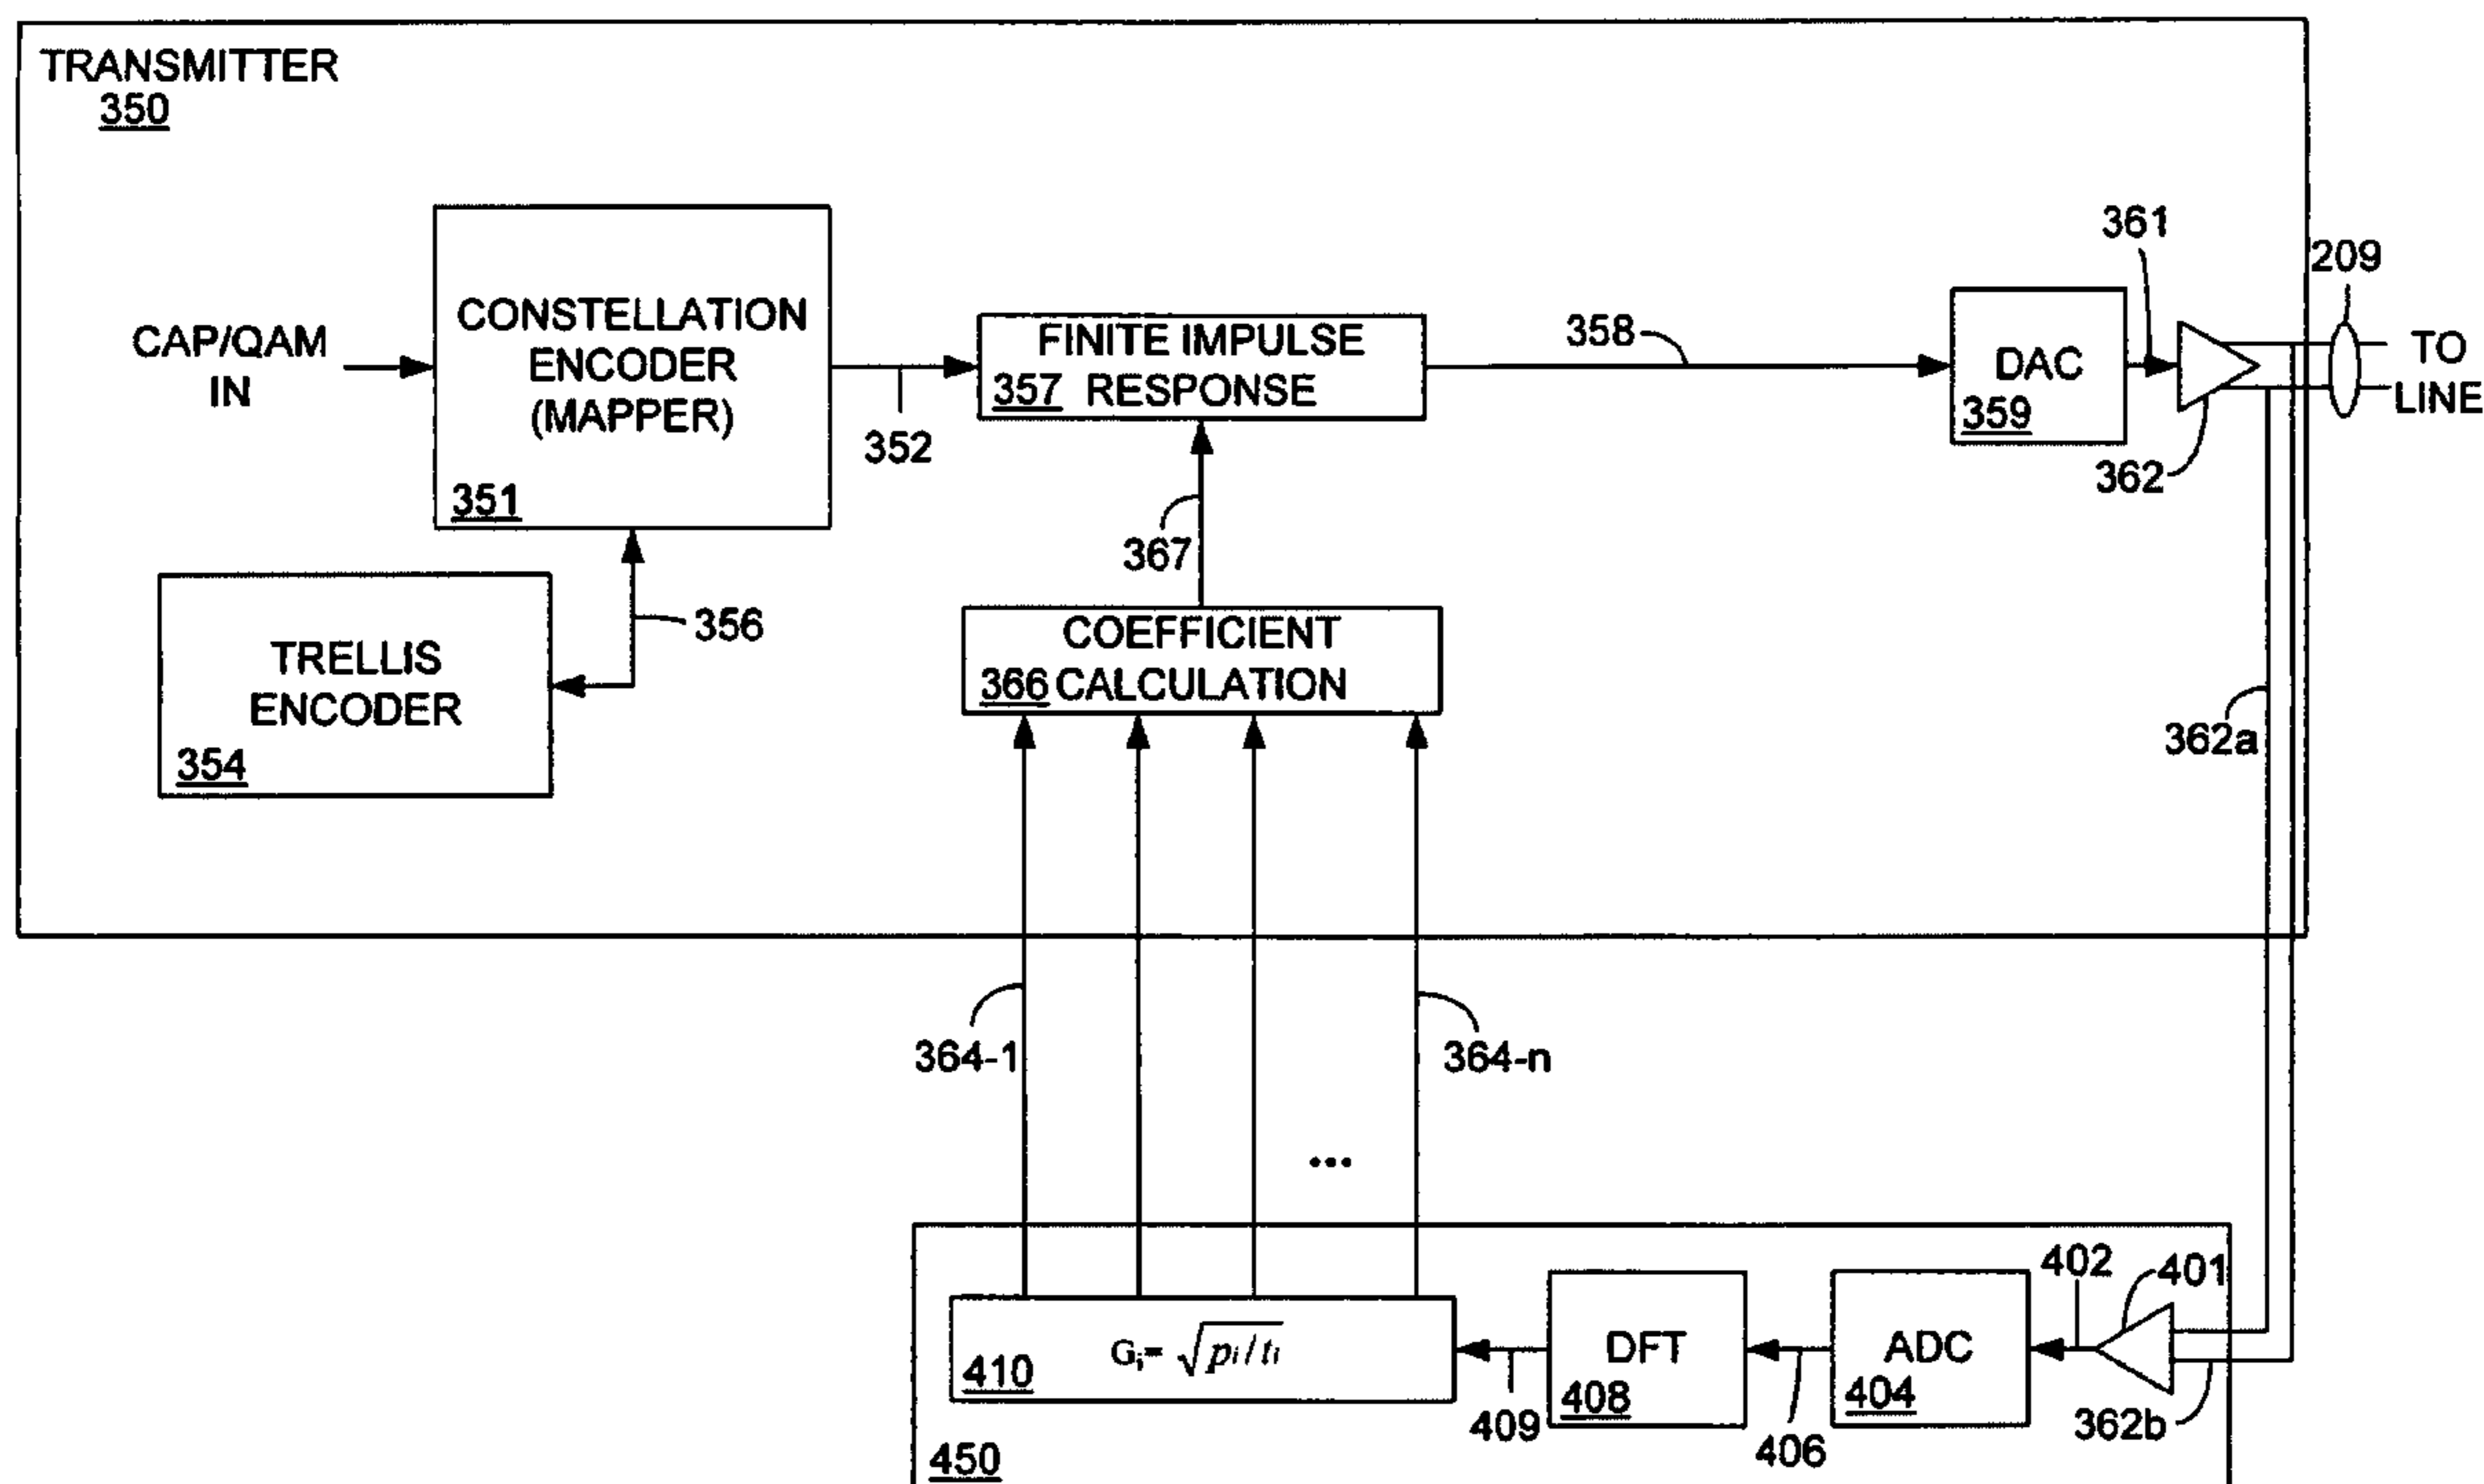 TRANSMITTER
350
361
209
CAP/QAM
IN
CONSTELLATION
ENCODER
(MAPPER)
351
352
FINITE IMPULSE
357 RESPONSE
358
DAC
359
362
TO
LINE
367
356
TRELLIS
ENCODER
354
COEFFICIENT
366 CALCULATION
362a
364-1
364-n
...
402
401
410
Gi= √pi/ti
409
DFT
408
406
ADC
404
362b
450